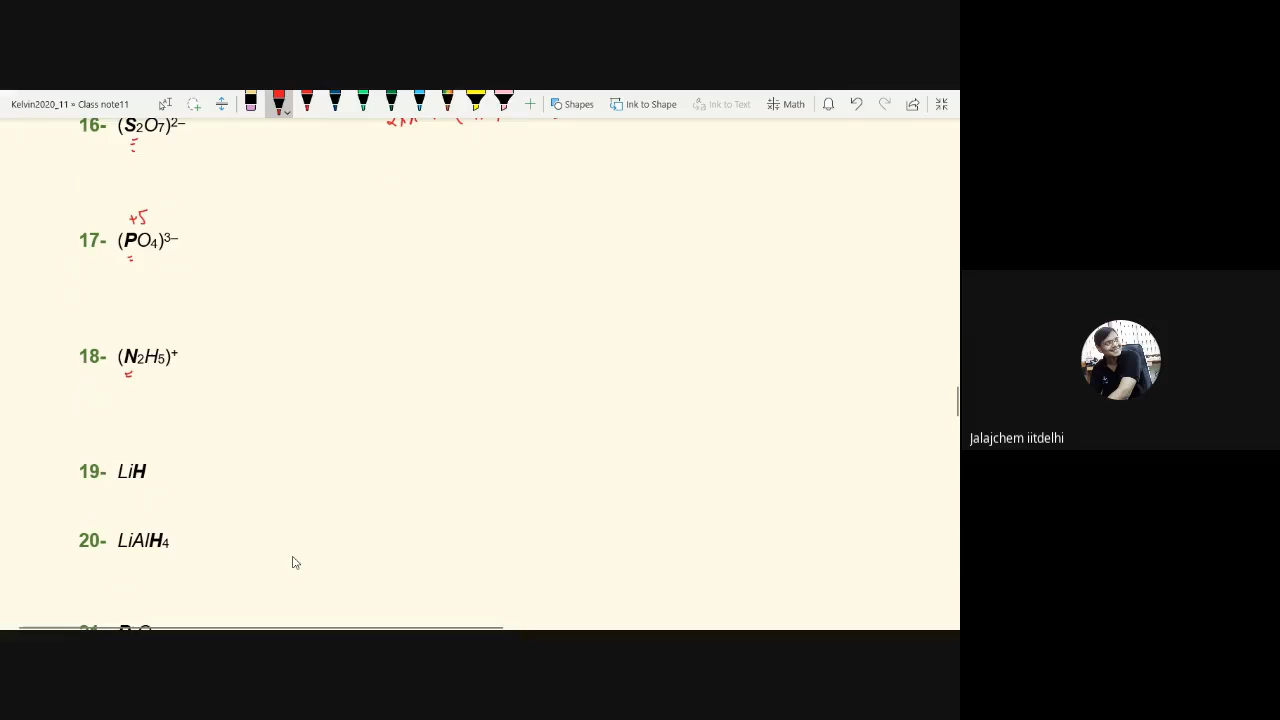 Kelvin2020_11 » Class note11
Shapes
Ink to Shape
Ink to Text
Math
16- (S2O7)2–
+5
17- (PO4)3–
18- (N2H5)+
19- LiH
20- LiAlH4
Jalajchem iitdelhi